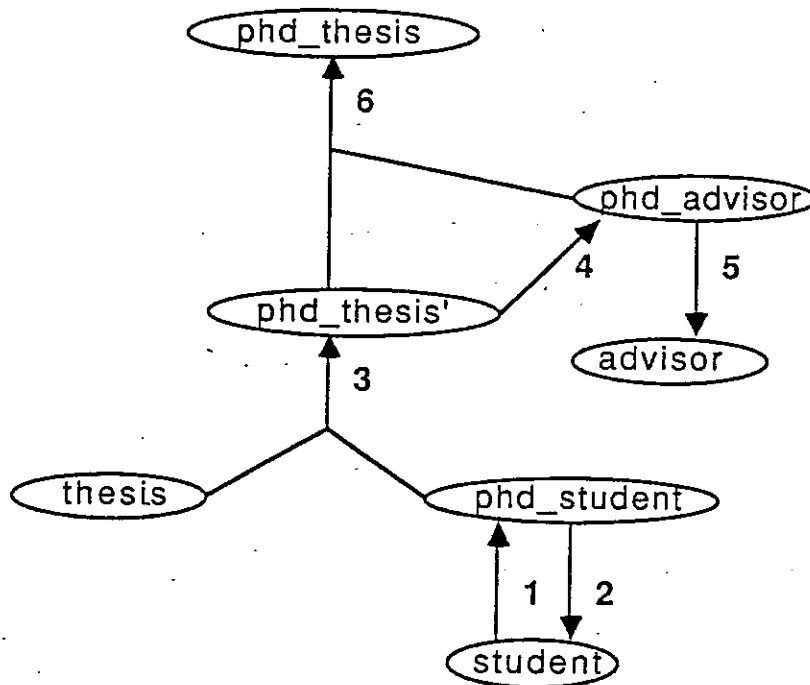 phd_thesis
6
phd_advisor
4
5
phd_thesis'
advisor
3
thesis
phd_student
1
2
student